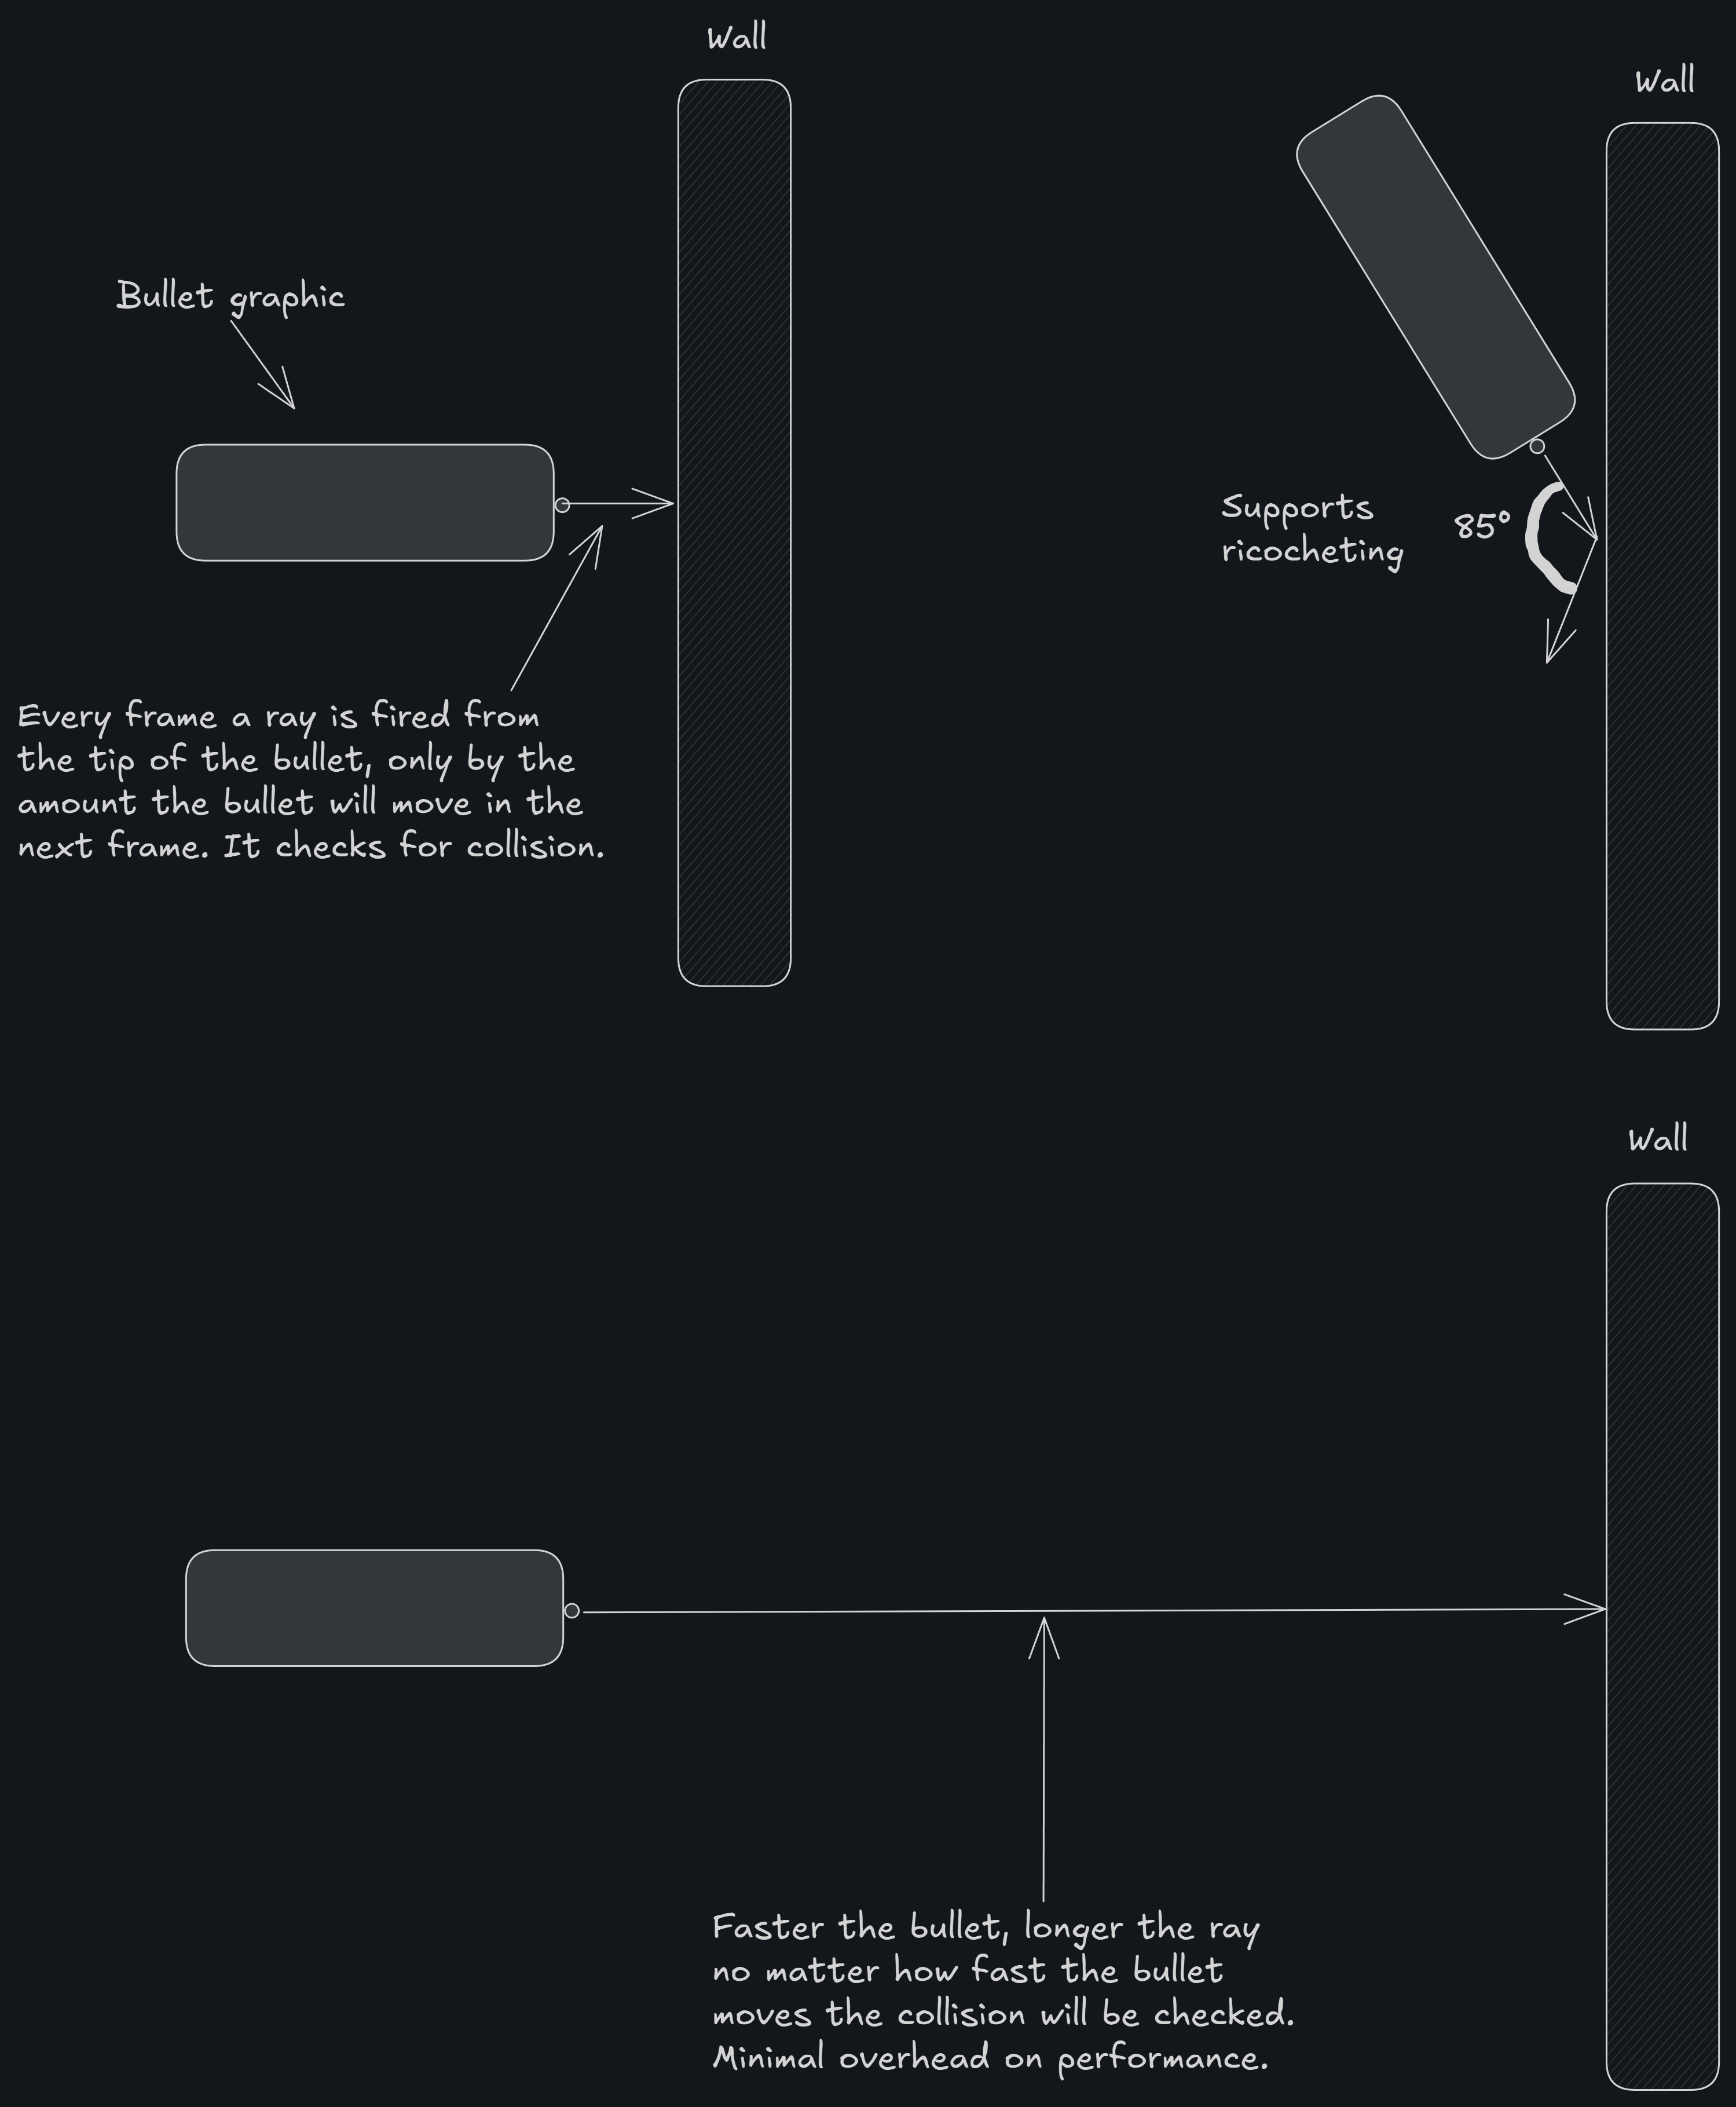 Wall
Wall
Bullet graphic
Supports
ricocheting
85°
Every frame a ray is fired from
the tip of the bullet, only by the
amount the bullet will move in the
next frame. It checks for collision.
Wall
Faster the bullet, longer the ray
no matter how fast the bullet
moves the collision will be checked.
Minimal overhead on performance.